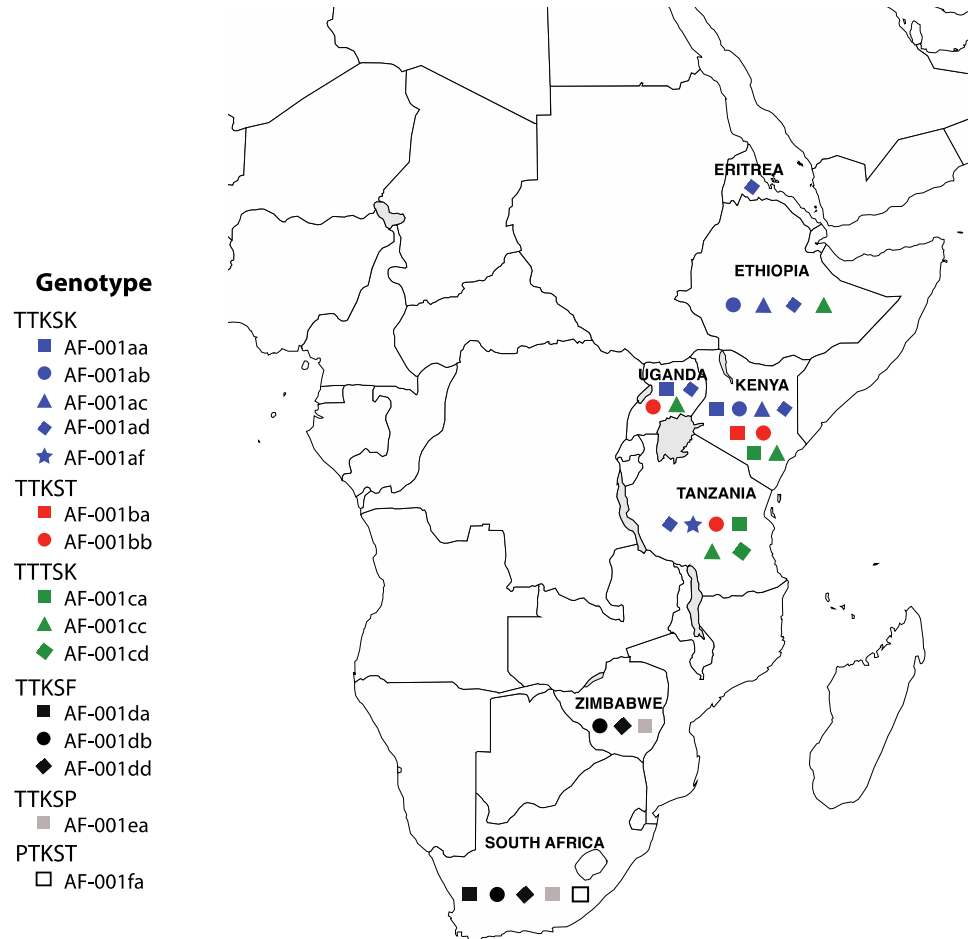 Genotype
TTKSK
AF-001aa
AF-001ab
AF-001ac
AF-001ad
AF-001af
TTKST
AF-001ba
AF-001bb
TTTSK
AF-001ca
AF-001cc
AF-001cd
TTKSF
AF-001da
AF-001db
AF-001dd
TTKSP
AF-001ea
PTKST
AF-001fa
ERITREA
ETHIOPIA
UGANDA
KENYA
TANZANIA
ZIMBABWE
SOUTH AFRICA